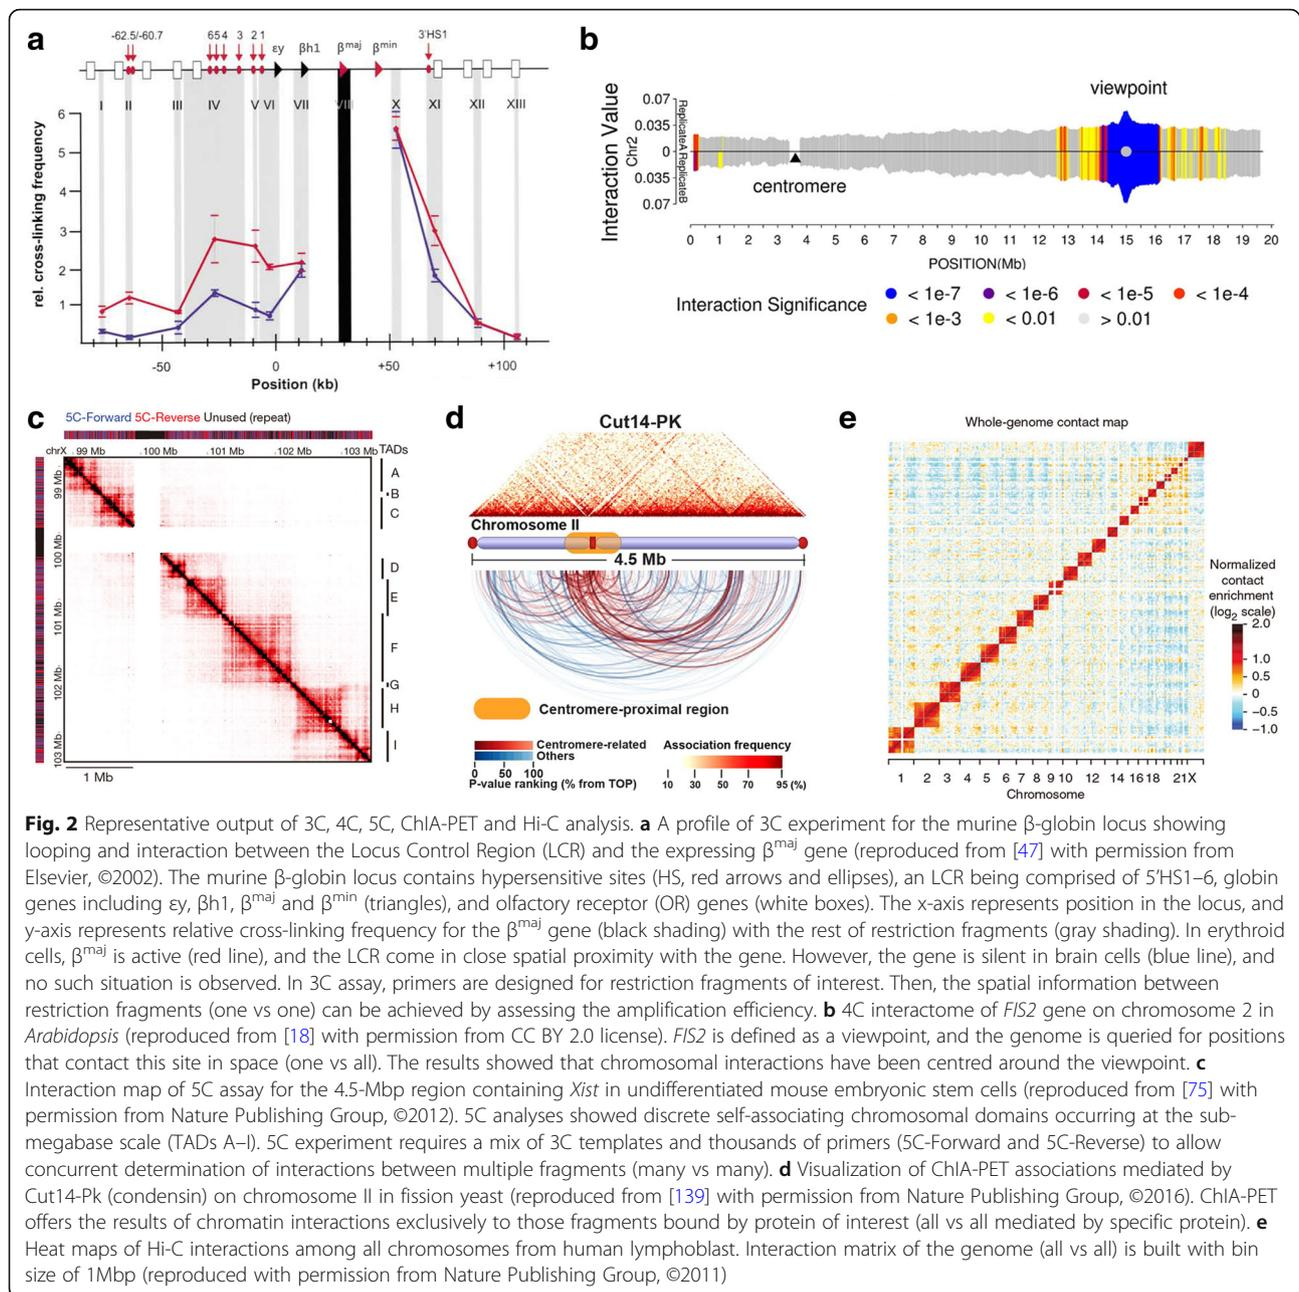 a
-62.5/-60.7
6 5 4 3 2 1 εy βh1 βmaj βmin 3'HS1
I II III IV V VI VII VIII X XI XII XIII
rel. cross-linking frequency
6
5
4
3
2
1
-50 0 +50 +100
Position (kb)
b
Interaction Value
Chr2
ReplicateA
ReplicateB
0.07
0.035
0
0.035
0.07
viewpoint
centromere
0 1 2 3 4 5 6 7 8 9 10 11 12 13 14 15 16 17 18 19 20
POSITION(Mb)
Interaction Significance
< 1e-7 < 1e-6 < 1e-5 < 1e-4
< 1e-3 < 0.01 > 0.01
c
5C-Forward 5C-Reverse Unused (repeat)
chrX 99 Mb 100 Mb 101 Mb 102 Mb 103 Mb TADs
99 Mb
100 Mb
101 Mb
102 Mb
103 Mb
A
B
C
D
E
F
G
H
I
1 Mb
d
Cut14-PK
Chromosome II
4.5 Mb
Centromere-proximal region
Centromere-related
Others
0 50 100
P-value ranking (% from TOP)
Association frequency
10 30 50 70 95 (%)
e
Whole-genome contact map
Normalized
contact
enrichment
(log2 scale)
2.0
1.0
0.5
0
−0.5
−1.0
1 2 3 4 5 6 7 8 9 10 12 14 16 18 21 X
Chromosome
Fig. 2 Representative output of 3C, 4C, 5C, ChIA-PET and Hi-C analysis. a A profile of 3C experiment for the murine β-globin locus showing
looping and interaction between the Locus Control Region (LCR) and the expressing βmaj gene (reproduced from [47] with permission from
Elsevier, ©2002). The murine β-globin locus contains hypersensitive sites (HS, red arrows and ellipses), an LCR being comprised of 5'HS1–6, globin
genes including εy, βh1, βmaj and βmin (triangles), and olfactory receptor (OR) genes (white boxes). The x-axis represents position in the locus, and
y-axis represents relative cross-linking frequency for the βmaj gene (black shading) with the rest of restriction fragments (gray shading). In erythroid
cells, βmaj is active (red line), and the LCR come in close spatial proximity with the gene. However, the gene is silent in brain cells (blue line), and
no such situation is observed. In 3C assay, primers are designed for restriction fragments of interest. Then, the spatial information between
restriction fragments (one vs one) can be achieved by assessing the amplification efficiency. b 4C interactome of FIS2 gene on chromosome 2 in
Arabidopsis (reproduced from [18] with permission from CC BY 2.0 license). FIS2 is defined as a viewpoint, and the genome is queried for positions
that contact this site in space (one vs all). The results showed that chromosomal interactions have been centred around the viewpoint. c
Interaction map of 5C assay for the 4.5-Mbp region containing Xist in undifferentiated mouse embryonic stem cells (reproduced from [75] with
permission from Nature Publishing Group, ©2012). 5C analyses showed discrete self-associating chromosomal domains occurring at the sub-
megabase scale (TADs A–I). 5C experiment requires a mix of 3C templates and thousands of primers (5C-Forward and 5C-Reverse) to allow
concurrent determination of interactions between multiple fragments (many vs many). d Visualization of ChIA-PET associations mediated by
Cut14-Pk (condensin) on chromosome II in fission yeast (reproduced from [139] with permission from Nature Publishing Group, ©2016). ChIA-PET
offers the results of chromatin interactions exclusively to those fragments bound by protein of interest (all vs all mediated by specific protein). e
Heat maps of Hi-C interactions among all chromosomes from human lymphoblast. Interaction matrix of the genome (all vs all) is built with bin
size of 1Mbp (reproduced with permission from Nature Publishing Group, ©2011)